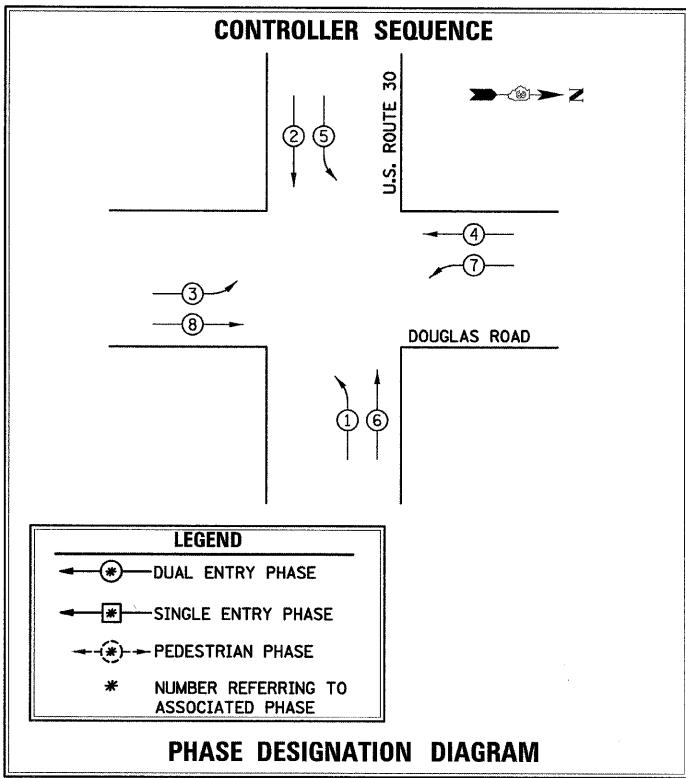 CONTROLLER SEQUENCE
U.S. ROUTE 30
N
2
5
4
7
3
8
DOUGLAS ROAD
1
6
LEGEND
* DUAL ENTRY PHASE
* SINGLE ENTRY PHASE
* PEDESTRIAN PHASE
* NUMBER REFERRING TO
ASSOCIATED PHASE
PHASE DESIGNATION DIAGRAM